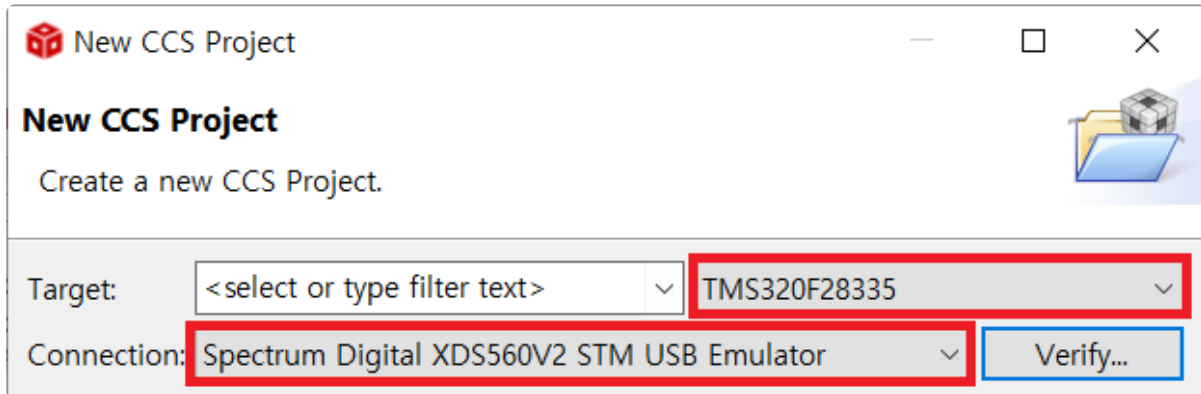 New CCS Project
New CCS Project
Create a new CCS Project.
Target: <select or type filter text> TMS320F28335
Connection: Spectrum Digital XDS560V2 STM USB Emulator Verify...